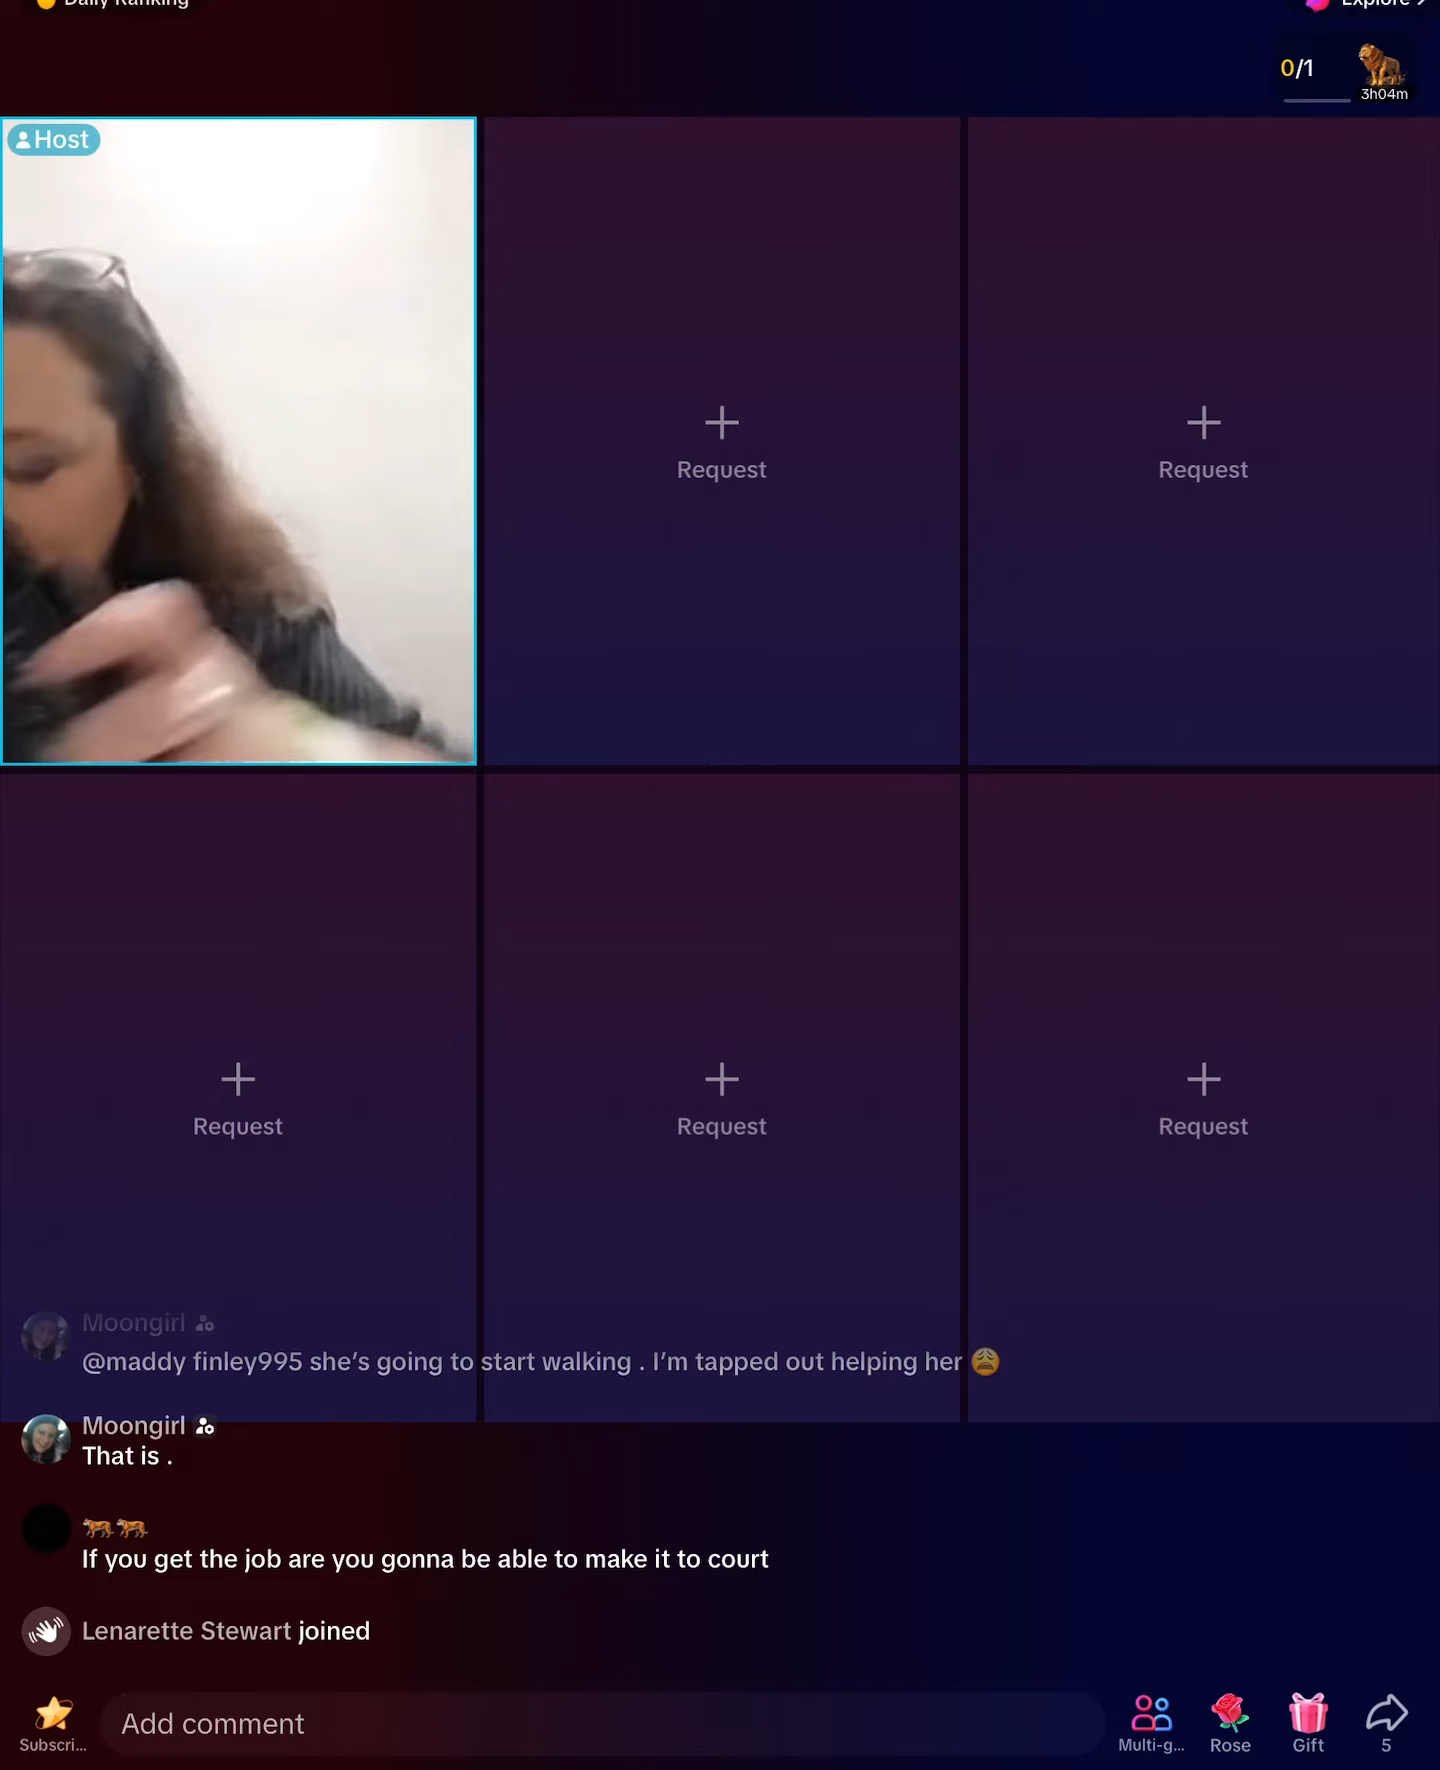 Daily Ranking
Explore >
0/1
3h04m
Host
+
Request
+
Request
+
Request
+
Request
+
Request
Moongirl
@maddy finley995 she's going to start walking . I'm tapped out helping her 😩
Moongirl
That is .
🐅🐅
If you get the job are you gonna be able to make it to court
Lenarette Stewart joined
Add comment
Subscri...
Multi-g...
Rose
Gift
5